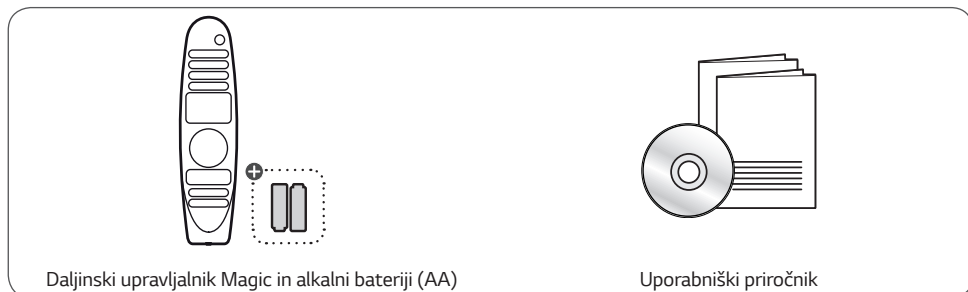 Daljinski upravljalnik Magic in alkalni bateriji (AA)
Uporabniški priročnik